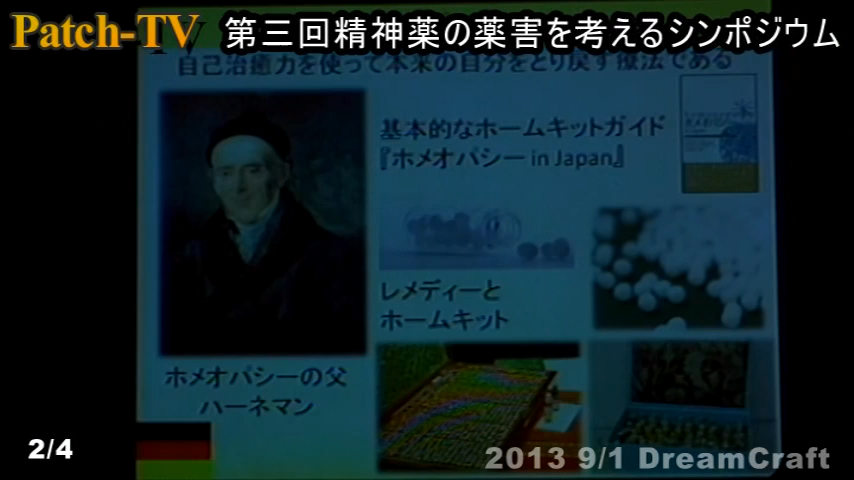 Patch-TV 第三回精神薬の薬害を考えるシンポジウム
自己治癒力を使って本来の自分をとり戻す療法である
基本的なホームキットガイド
『ホメオパシー in Japan』
レメディーと
ホームキット
ホメオパシーの父
ハーネマン
2/4
2013 9/1 DreamCraft